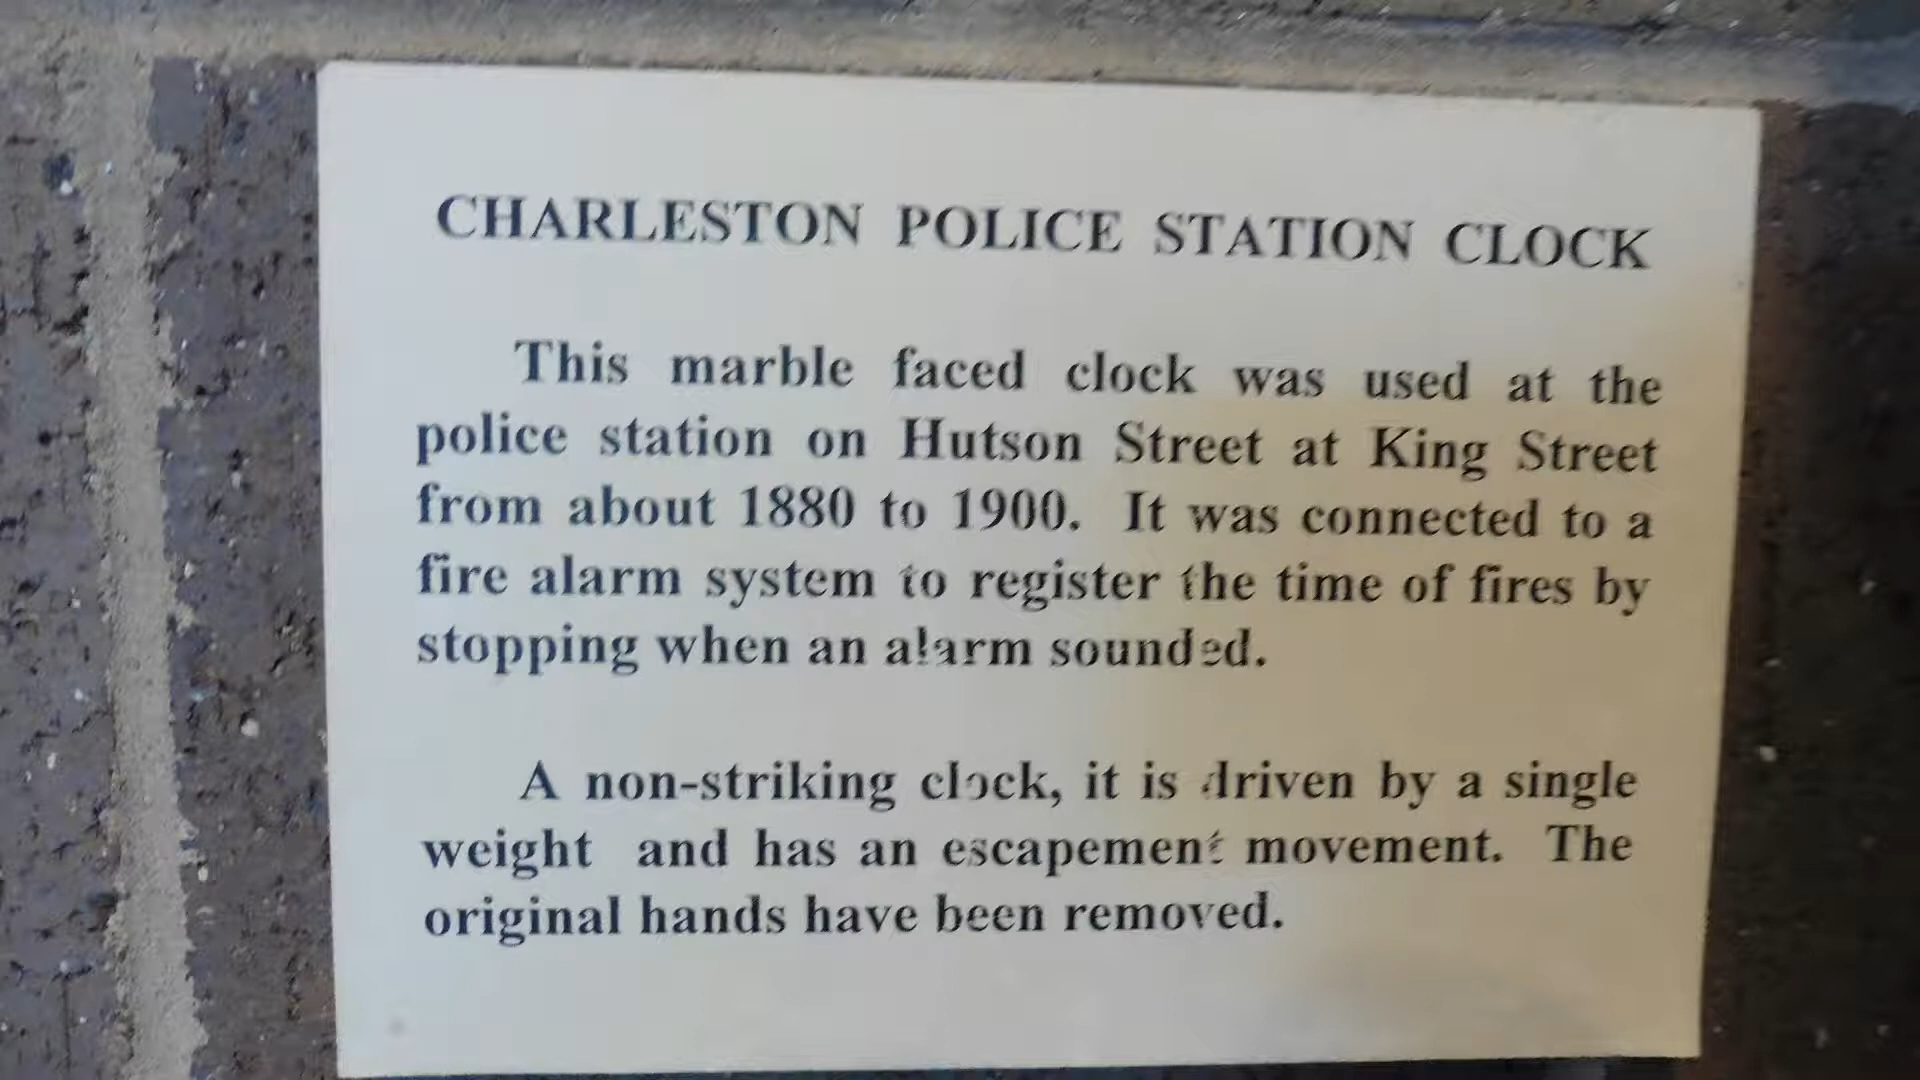 CHARLESTON POLICE STATION CLOCK
This marble faced clock was used at the
police station on Hutson Street at King Street
from about 1880 to 1900. It was connected to a
fire alarm system to register the time of fires by
stopping when an alarm sounded.
A non-striking clock, it is driven by a single
weight and has an escapement movement. The
original hands have been removed.